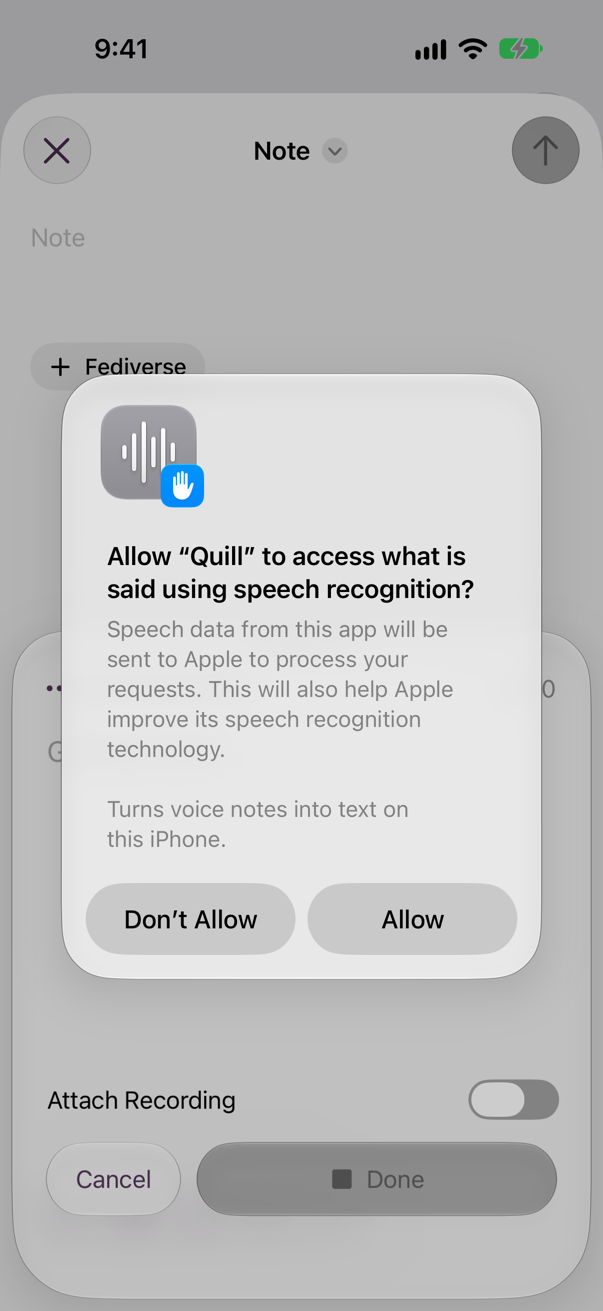 9:41
Note
Note
Fediverse
Allow “Quill” to access what is
said using speech recognition?
Speech data from this app will be
sent to Apple to process your
requests. This will also help Apple
improve its speech recognition
technology.
Turns voice notes into text on
this iPhone.
Don’t Allow
Allow
Attach Recording
Cancel
Done